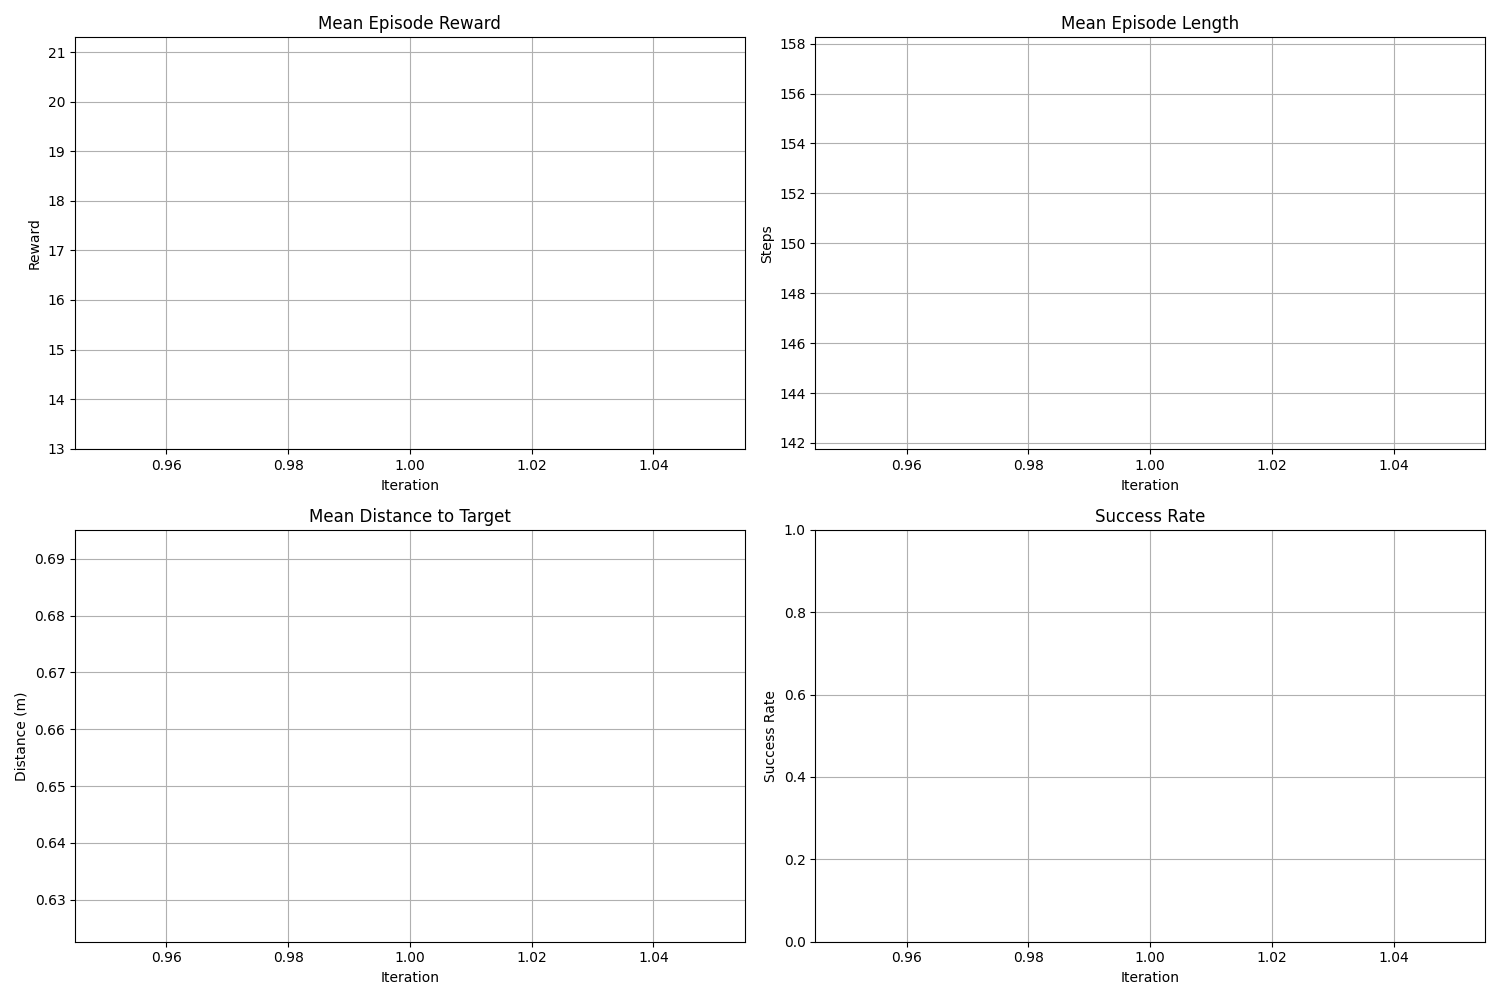 Mean Episode Reward
21
20
19
18
17
16
15
14
13
Reward
0.96 0.98 1.00 1.02 1.04
Iteration
Mean Episode Length
158
156
154
152
150
148
146
144
142
Steps
0.96 0.98 1.00 1.02 1.04
Iteration
Mean Distance to Target
0.69
0.68
0.67
0.66
0.65
0.64
0.63
Distance (m)
0.96 0.98 1.00 1.02 1.04
Iteration
Success Rate
1.0
0.8
0.6
0.4
0.2
0.0
Success Rate
0.96 0.98 1.00 1.02 1.04
Iteration